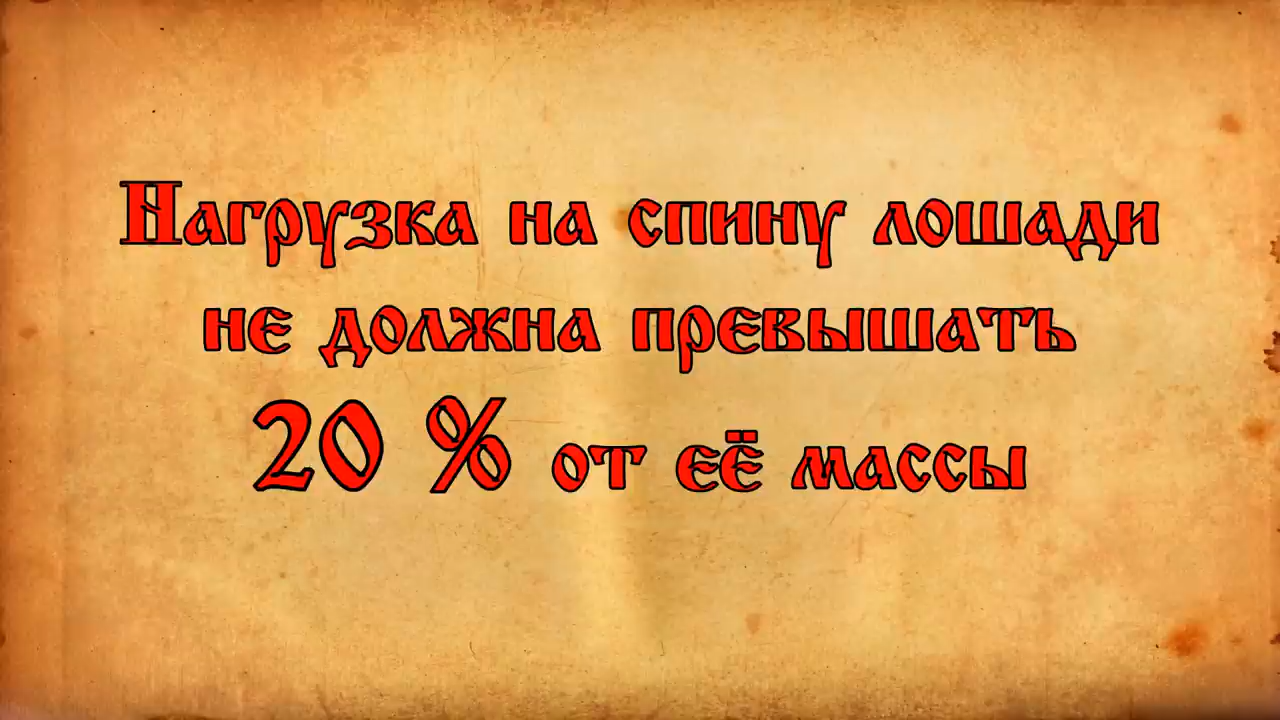 Нагрузка на спину лошади
не должна превышать
20 % от её массы